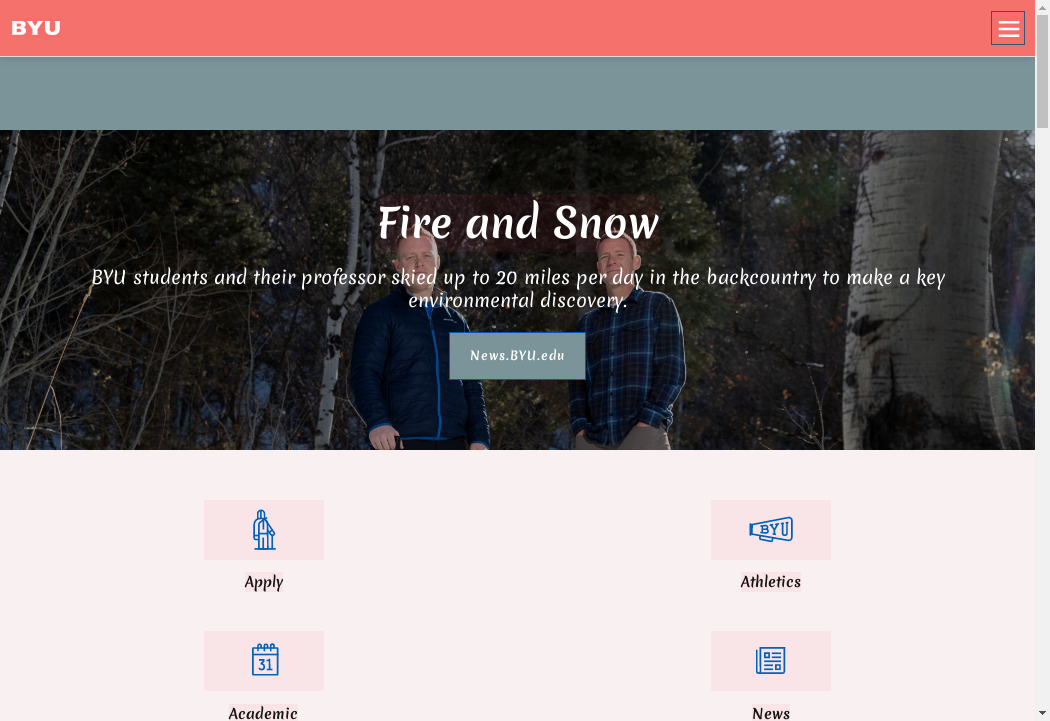 BYU
Fire and Snow
BYU students and their professor skied up to 20 miles per day in the backcountry to make a key
environmental discovery.
News.BYU.edu
BYU
Apply
Athletics
31
Academic
News